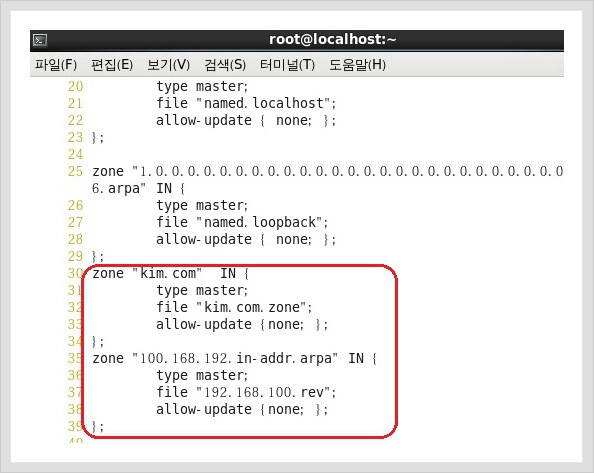 root@localhost:~
파일(F) 편집(E) 보기(V) 검색(S) 터미널(T) 도움말(H)
20 type master;
21 file "named.localhost";
22 allow-update { none; };
23 };
24
25 zone "1.0.0.0.0.0.0.0.0.0.0.0.0.0.0.0.0.0.0.0.0.0.0.0.0.0.0
6.arpa" IN {
26 type master;
27 file "named.loopback";
28 allow-update { none; };
29 };
30 zone "kim.com" IN {
31 type master;
32 file "kim.com.zone";
33 allow-update {none; };
34 };
35 zone "100.168.192.in-addr.arpa" IN {
36 type master;
37 file "192.168.100.rev";
38 allow-update {none; };
39 };
40